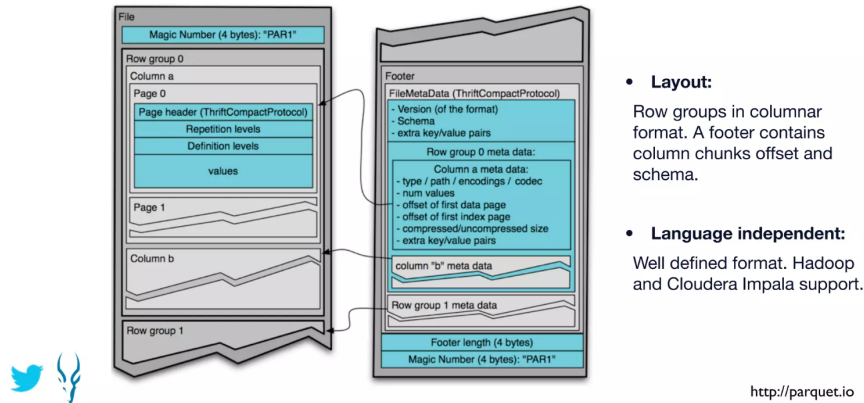 File
Magic Number (4 bytes): "PAR1"
Row group 0
Column a
Page 0
Page header (ThriftCompactProtocol)
Repetition levels
Definition levels
values
Page 1
Column b
Row group 1
Footer
FileMetaData (ThriftCompactProtocol)
- Version (of the format)
- Schema
- extra key/value pairs
Row group 0 meta data:
Column a meta data:
- type / path / encodings / codec
- num values
- offset of first data page
- offset of first index page
- compressed/uncompressed size
- extra key/value pairs
column "b" meta data
Row group 1 meta data
Footer length (4 bytes)
Magic Number (4 bytes): "PAR1"
• Layout:
Row groups in columnar
format. A footer contains
column chunks offset and
schema.
• Language independent:
Well defined format. Hadoop
and Cloudera Impala support.
http://parquet.io